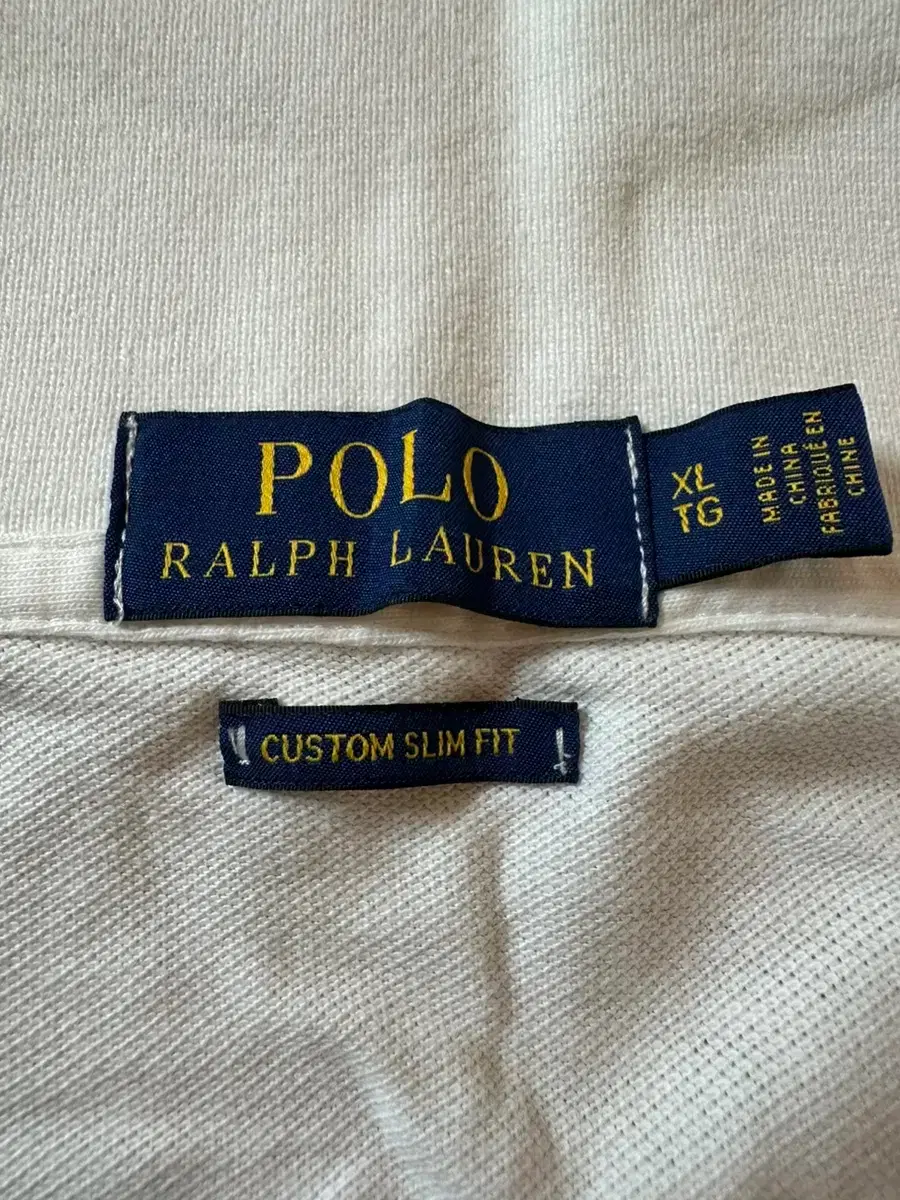 POLO
RALPH LAUREN
XL
TG
MADE IN
CHINA
FABRIQUÉ EN
CHINE
CUSTOM SLIM FIT